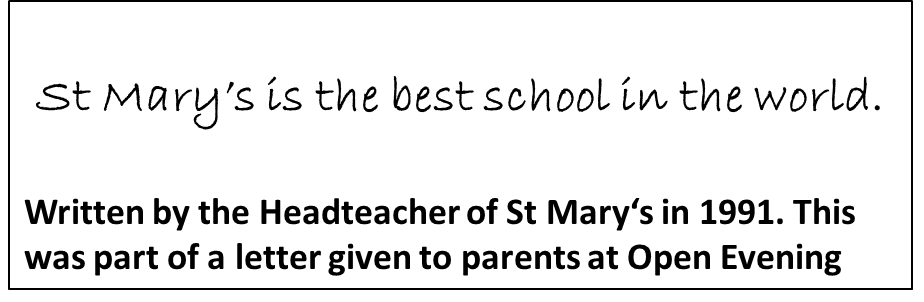 St Mary’s is the best school in the world.
Written by the Headteacher of St Mary‘s in 1991. This
was part of a letter given to parents at Open Evening